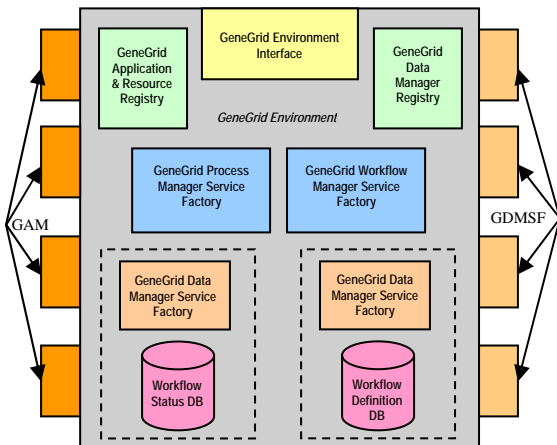 GeneGrid Environment
Interface
GeneGrid
Application
& Resource
Registry
GeneGrid
Data
Manager
Registry
GeneGrid Environment
GeneGrid Process
Manager Service
Factory
GeneGrid Workflow
Manager Service
Factory
GAM
GDMSF
GeneGrid Data
Manager Service
Factory
GeneGrid Data
Manager Service
Factory
Workflow
Status DB
Workflow
Definition
DB